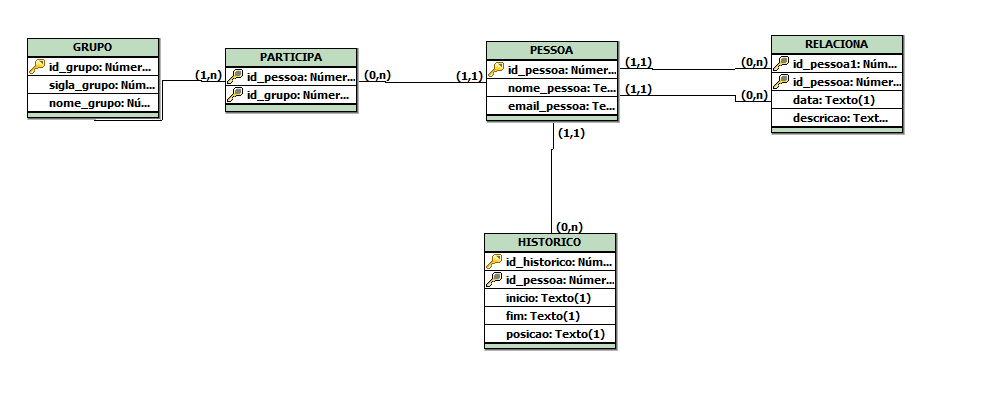 GRUPO
id_grupo: Númer...
sigla_grupo: Núm...
nome_grupo: Nú...
(1,n)
PARTICIPA
id_pessoa: Númer...
id_grupo: Númer...
(0,n)
(1,1)
PESSOA
id_pessoa: Númer...
nome_pessoa: Te...
email_pessoa: Te...
(1,1)
(0,n)
(1,1)
(0,n)
RELACIONA
id_pessoa1: Núm...
id_pessoa: Númer...
data: Texto(1)
descricao: Text...
(1,1)
(0,n)
HISTORICO
id_historico: Núm...
id_pessoa: Númer...
inicio: Texto(1)
fim: Texto(1)
posicao: Texto(1)